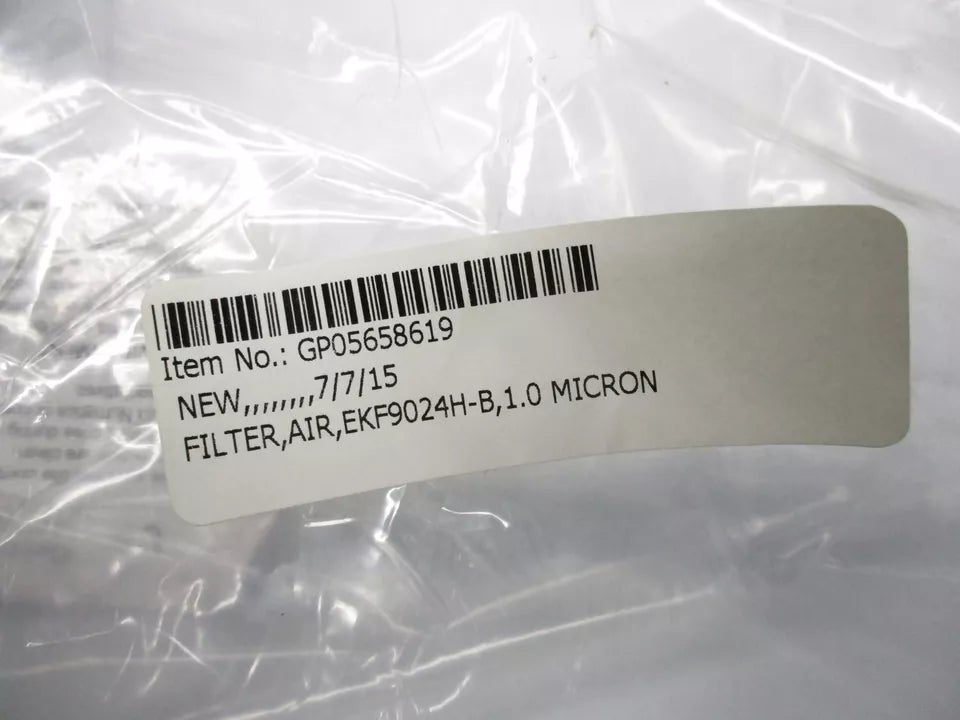 Item No.: GP05658619
NEW,,,,,,,,,7/7/15
FILTER,AIR,EKF9024H-B,1.0 MICRON